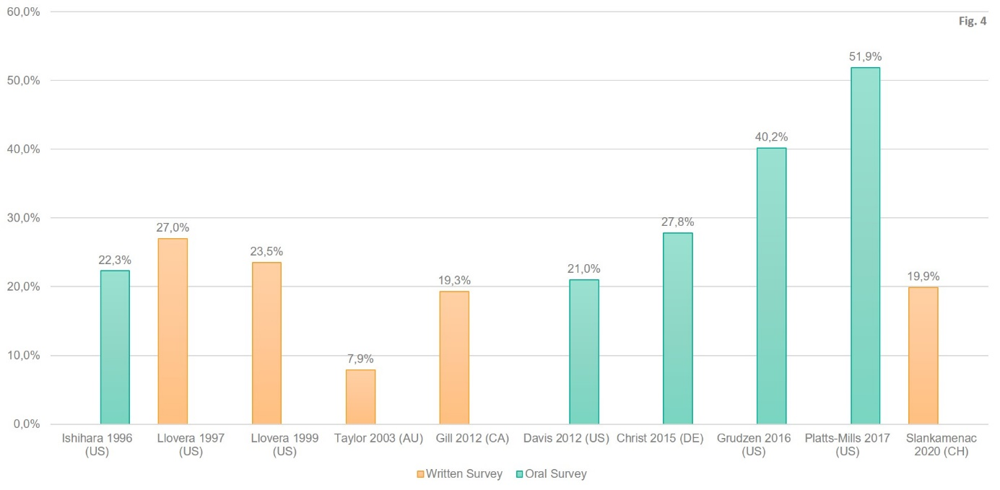 60,0%
Fig. 4
51,9%
50,0%
40,2%
40,0%
30,0%
27,8%
27,0%
23,5%
22,3%
21,0%
20,0%
19,3%
19,9%
10,0%
7,9%
0,0%
Ishihara 1996
(US)
Llovera 1997
(US)
Llovera 1999
(US)
Taylor 2003 (AU)
Gill 2012 (CA)
Davis 2012 (US)
Christ 2015 (DE)
Grudzen 2016
(US)
Platts-Mills 2017
(US)
Slankamenac
2020 (CH)
Written Survey
Oral Survey